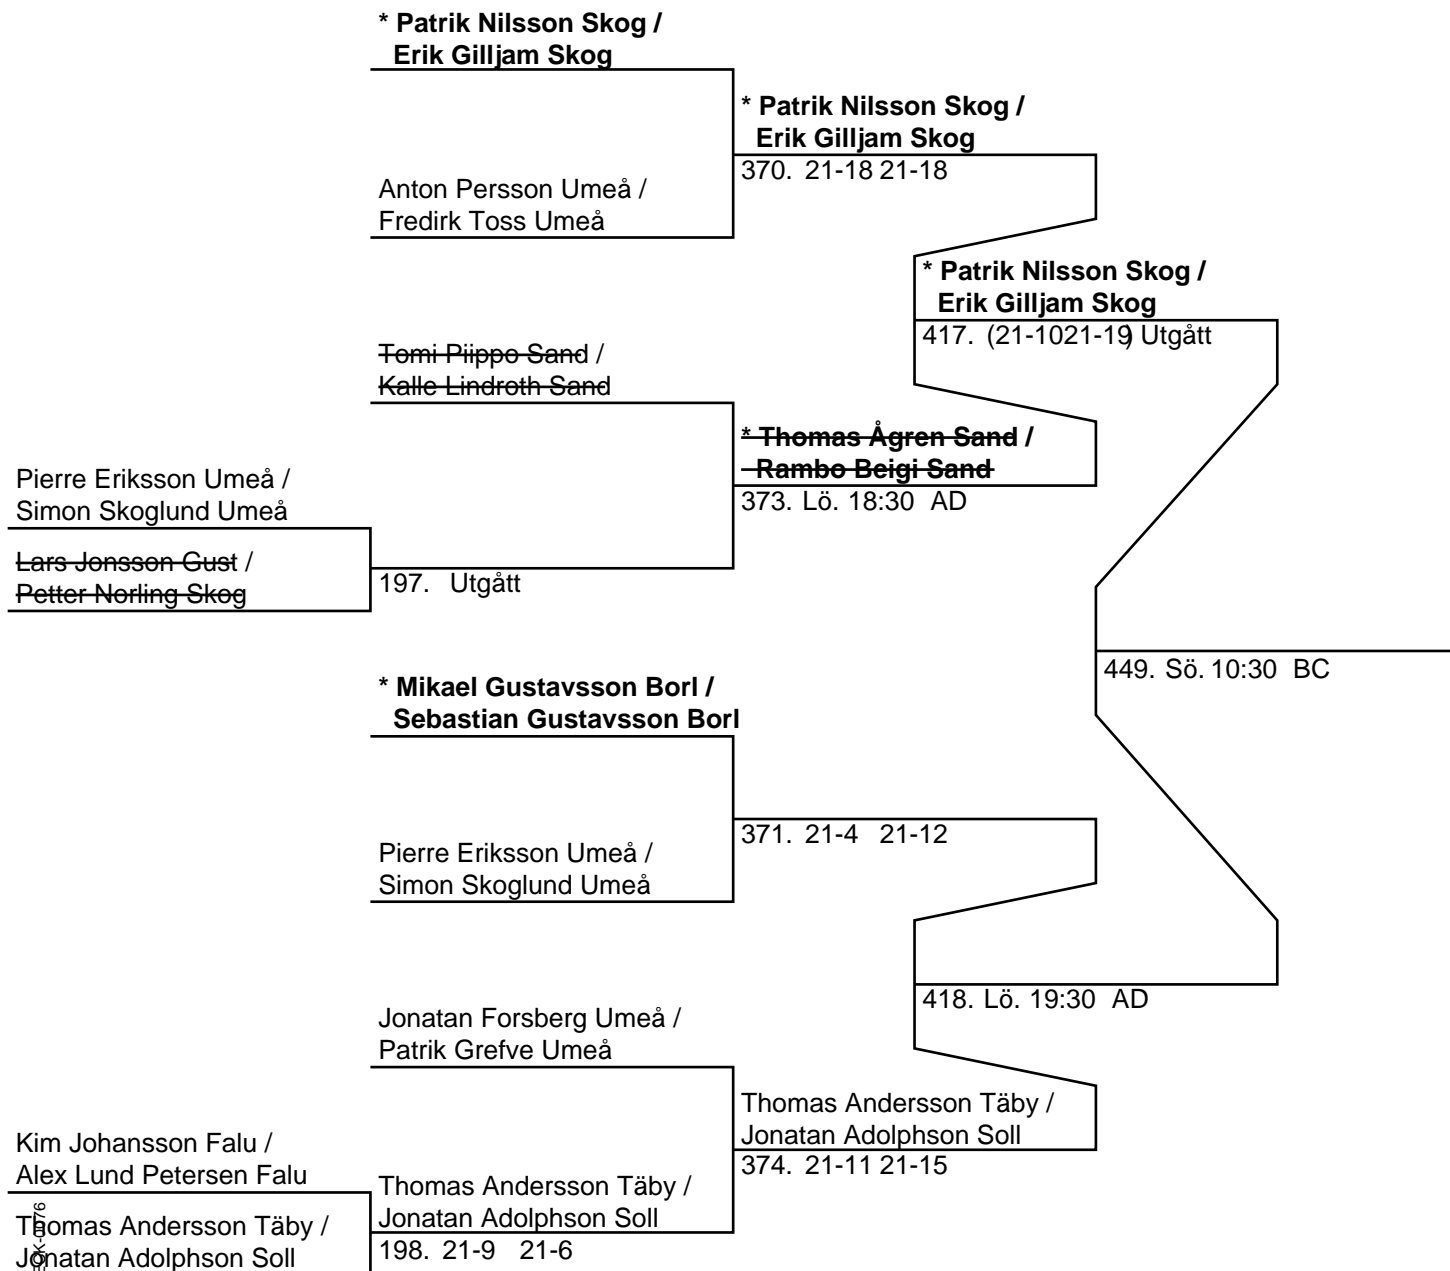 * Patrik Nilsson Skog /
Erik Gilljam Skog
* Patrik Nilsson Skog /
Erik Gilljam Skog
370. 21-18 21-18
Anton Persson Umeå /
Fredirk Toss Umeå
* Patrik Nilsson Skog /
Erik Gilljam Skog
417. (21-1021-19) Utgått
Tomi Piippo Sand /
Kalle Lindroth Sand
* Thomas Ågren Sand /
Rambo Beigi Sand
373. Lö. 18:30 AD
Pierre Eriksson Umeå /
Simon Skoglund Umeå
Lars Jonsson Gust /
Petter Norling Skog
197. Utgått
449. Sö. 10:30 BC
* Mikael Gustavsson Borl /
Sebastian Gustavsson Borl
371. 21-4 21-12
Pierre Eriksson Umeå /
Simon Skoglund Umeå
418. Lö. 19:30 AD
Jonatan Forsberg Umeå /
Patrik Grefve Umeå
Thomas Andersson Täby /
Jonatan Adolphson Soll
374. 21-11 21-15
Kim Johansson Falu /
Alex Lund Petersen Falu
Thomas Andersson Täby /
Jonatan Adolphson Soll
198. 21-9 21-6
Thomas Andersson Täby /
Jonatan Adolphson Soll